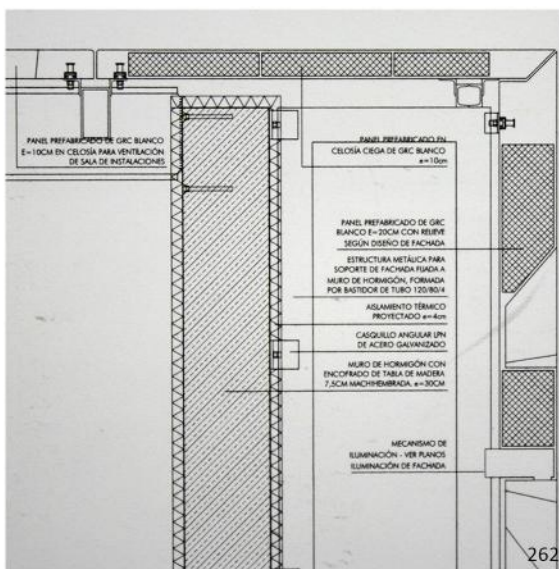 PANEL PREFABRICADO DE GRC BLANCO
E=10CM EN CELOSÍA PARA VENTILACIÓN
DE SALA DE INSTALACIONES
PANEL PREFABRICADO EN
CELOSÍA CIEGA DE GRC BLANCO
e=10cm
PANEL PREFABRICADO DE GRC
BLANCO E=20CM CON RELIEVE
SEGÚN DISEÑO DE FACHADA
ESTRUCTURA METÁLICA PARA
SOPORTE DE FACHADA FIJADA A
MURO DE HORMIGÓN, FORMADA
POR BASTIDOR DE TUBO 120/80/4
AISLAMIENTO TÉRMICO
PROYECTADO e=4cm
CASQUILLO ANGULAR LPN
DE ACERO GALVANIZADO
MURO DE HORMIGÓN CON
ENCOFRADO DE TABLA DE MADERA
7,5CM MACHIHEMBRADA. e=30CM
MECANISMO DE
ILUMINACIÓN - VER PLANOS
ILUMINACIÓN DE FACHADA
262